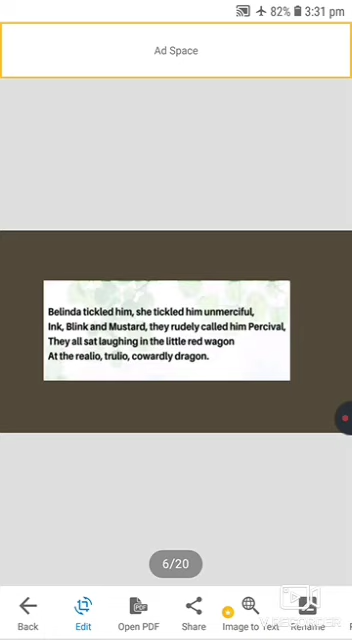 82% 3:31 pm
Ad Space
Belinda tickled him, she tickled him unmerciful,
Ink, Blink and Mustard, they rudely called him Percival,
They all sat laughing in the little red wagon
At the realio, trulio, cowardly dragon.
6/20
PDF
Back Edit Open PDF Share Image to Text Rename